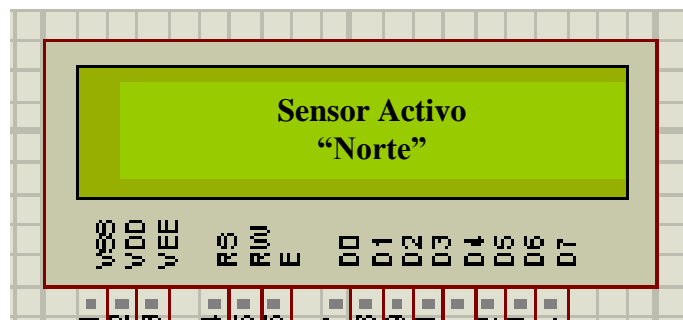 Sensor Activo
“Norte”
VSS VDD VEE RS RW E D0 D1 D2 D3 D4 D5 D6 D7